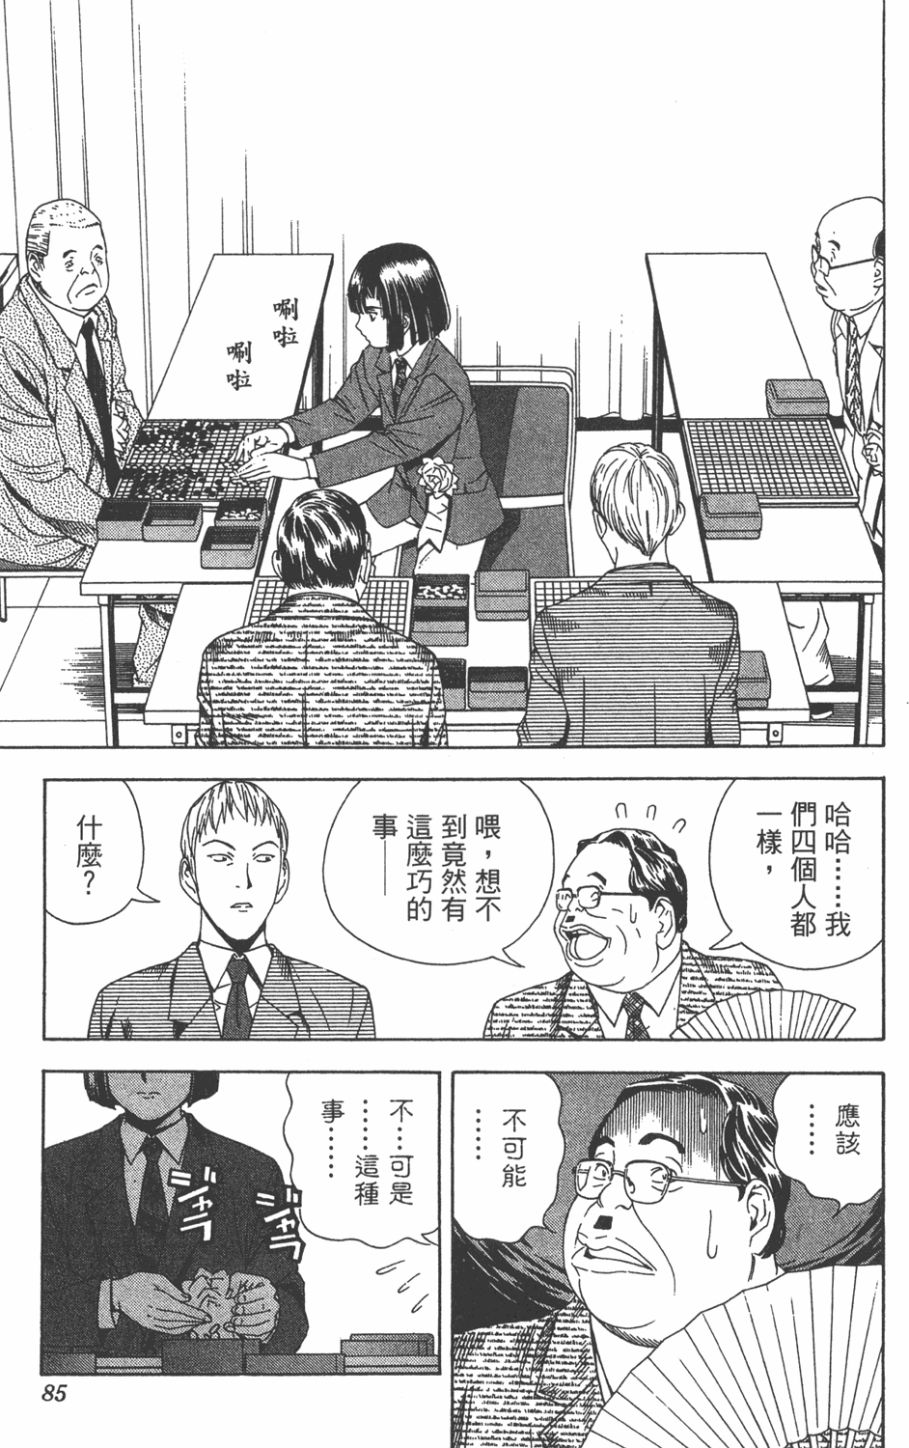 唰
啦
唰
啦
哈哈……我
們四個人都
一樣，
喂，想不
到竟然有
這麼巧的
事——
什麼？
應該
……
不可能
……
不…可是
……這種
事……
ジャラ
ジャラ
85